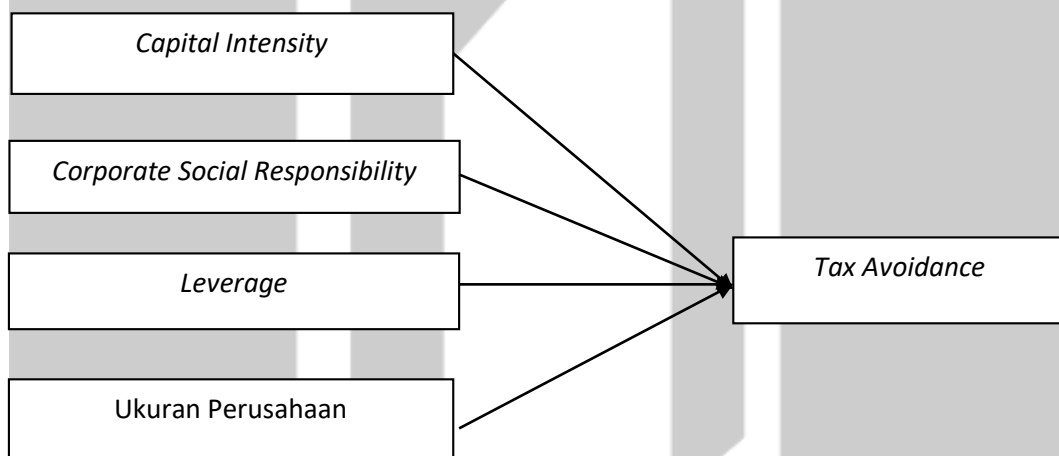 Capital Intensity
Corporate Social Responsibility
Leverage
Tax Avoidance
Ukuran Perusahaan